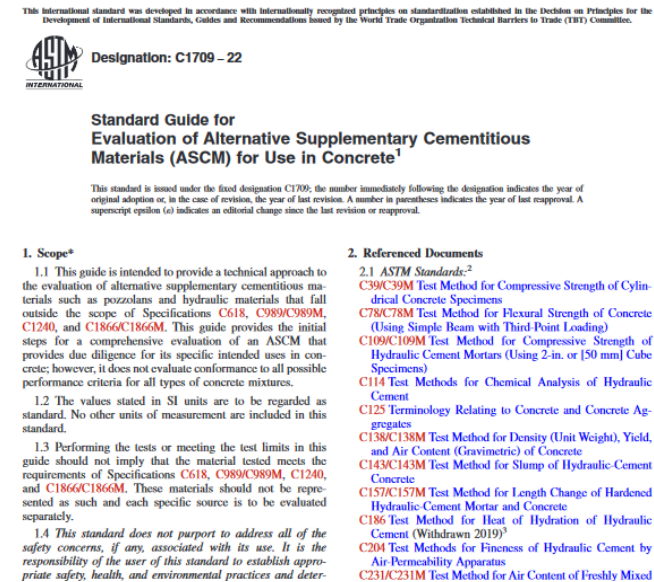 This international standard was developed in accordance with internationally recognized principles on standardization established in the Decision on Principles for the
Development of International Standards, Guides and Recommendations issued by the World Trade Organization Technical Barriers to Trade (TBT) Committee.
ASTM
INTERNATIONAL
Designation: C1709 – 22
Standard Guide for
Evaluation of Alternative Supplementary Cementitious
Materials (ASCM) for Use in Concrete¹
This standard is issued under the fixed designation C1709; the number immediately following the designation indicates the year of
original adoption or, in the case of revision, the year of last revision. A number in parentheses indicates the year of last reapproval. A
superscript epsilon (ε) indicates an editorial change since the last revision or reapproval.
1. Scope*
1.1 This guide is intended to provide a technical approach to
the evaluation of alternative supplementary cementitious ma-
terials such as pozzolans and hydraulic materials that fall
outside the scope of Specifications C618, C989/C989M,
C1240, and C1866/C1866M. This guide provides the initial
steps for a comprehensive evaluation of an ASCM that
provides due diligence for its specific intended uses in con-
crete; however, it does not evaluate conformance to all possible
performance criteria for all types of concrete mixtures.
1.2 The values stated in SI units are to be regarded as
standard. No other units of measurement are included in this
standard.
1.3 Performing the tests or meeting the test limits in this
guide should not imply that the material tested meets the
requirements of Specifications C618, C989/C989M, C1240,
and C1866/C1866M. These materials should not be repre-
sented as such and each specific source is to be evaluated
separately.
1.4 This standard does not purport to address all of the
safety concerns, if any, associated with its use. It is the
responsibility of the user of this standard to establish appro-
priate safety, health, and environmental practices and deter-
2. Referenced Documents
2.1 ASTM Standards:²
C39/C39M Test Method for Compressive Strength of Cylin-
drical Concrete Specimens
C78/C78M Test Method for Flexural Strength of Concrete
(Using Simple Beam with Third-Point Loading)
C109/C109M Test Method for Compressive Strength of
Hydraulic Cement Mortars (Using 2-in. or [50 mm] Cube
Specimens)
C114 Test Methods for Chemical Analysis of Hydraulic
Cement
C125 Terminology Relating to Concrete and Concrete Ag-
gregates
C138/C138M Test Method for Density (Unit Weight), Yield,
and Air Content (Gravimetric) of Concrete
C143/C143M Test Method for Slump of Hydraulic-Cement
Concrete
C157/C157M Test Method for Length Change of Hardened
Hydraulic-Cement Mortar and Concrete
C186 Test Method for Heat of Hydration of Hydraulic
Cement (Withdrawn 2019)³
C204 Test Methods for Fineness of Hydraulic Cement by
Air-Permeability Apparatus
C231/C231M Test Method for Air Content of Freshly Mixed